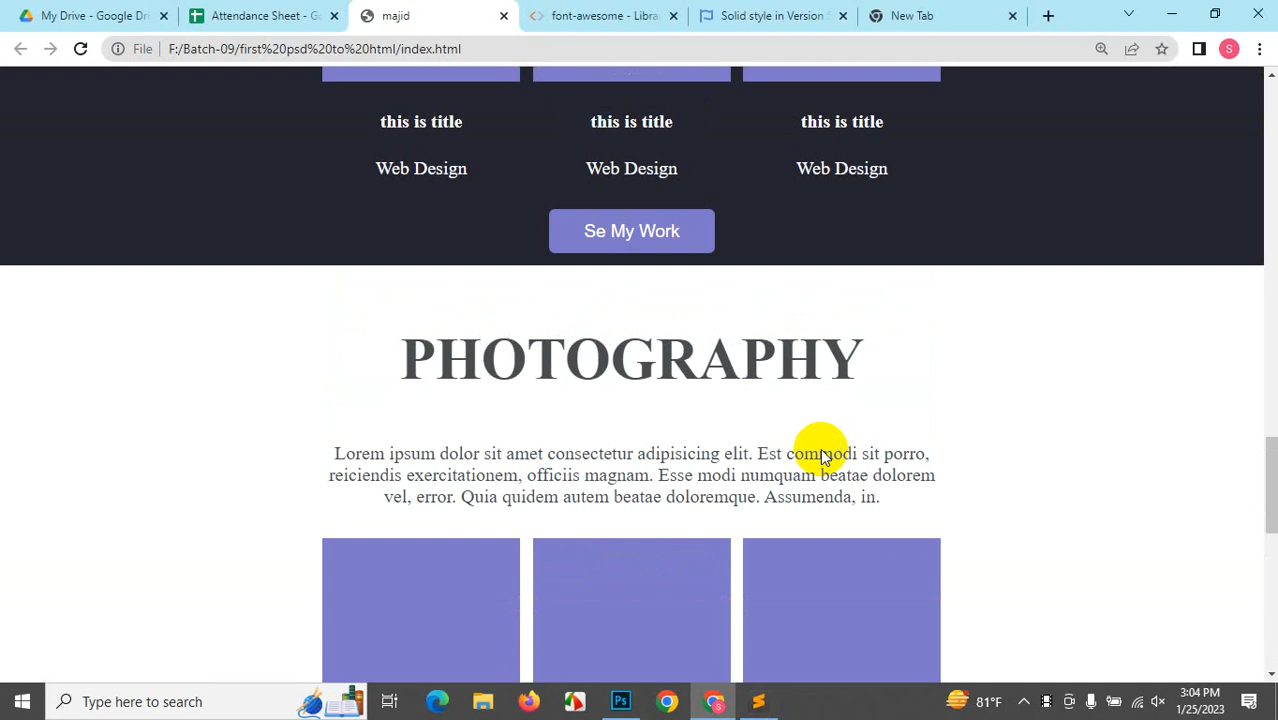 My Drive - Google Dri
Attendance Sheet - Go
majid
font-awesome - Libra
Solid style in Version 5
New Tab
File
F:/Batch-09/first%20psd%20to%20html/index.html
S
this is title
this is title
this is title
Web Design
Web Design
Web Design
Se My Work
PHOTOGRAPHY
Lorem ipsum dolor sit amet consectetur adipisicing elit. Est commodi sit porro,
reiciendis exercitationem, officiis magnam. Esse modi numquam beatae dolorem
vel, error. Quia quidem autem beatae doloremque. Assumenda, in.
Type here to search
Ps
81°F
3:04 PM
1/25/2023